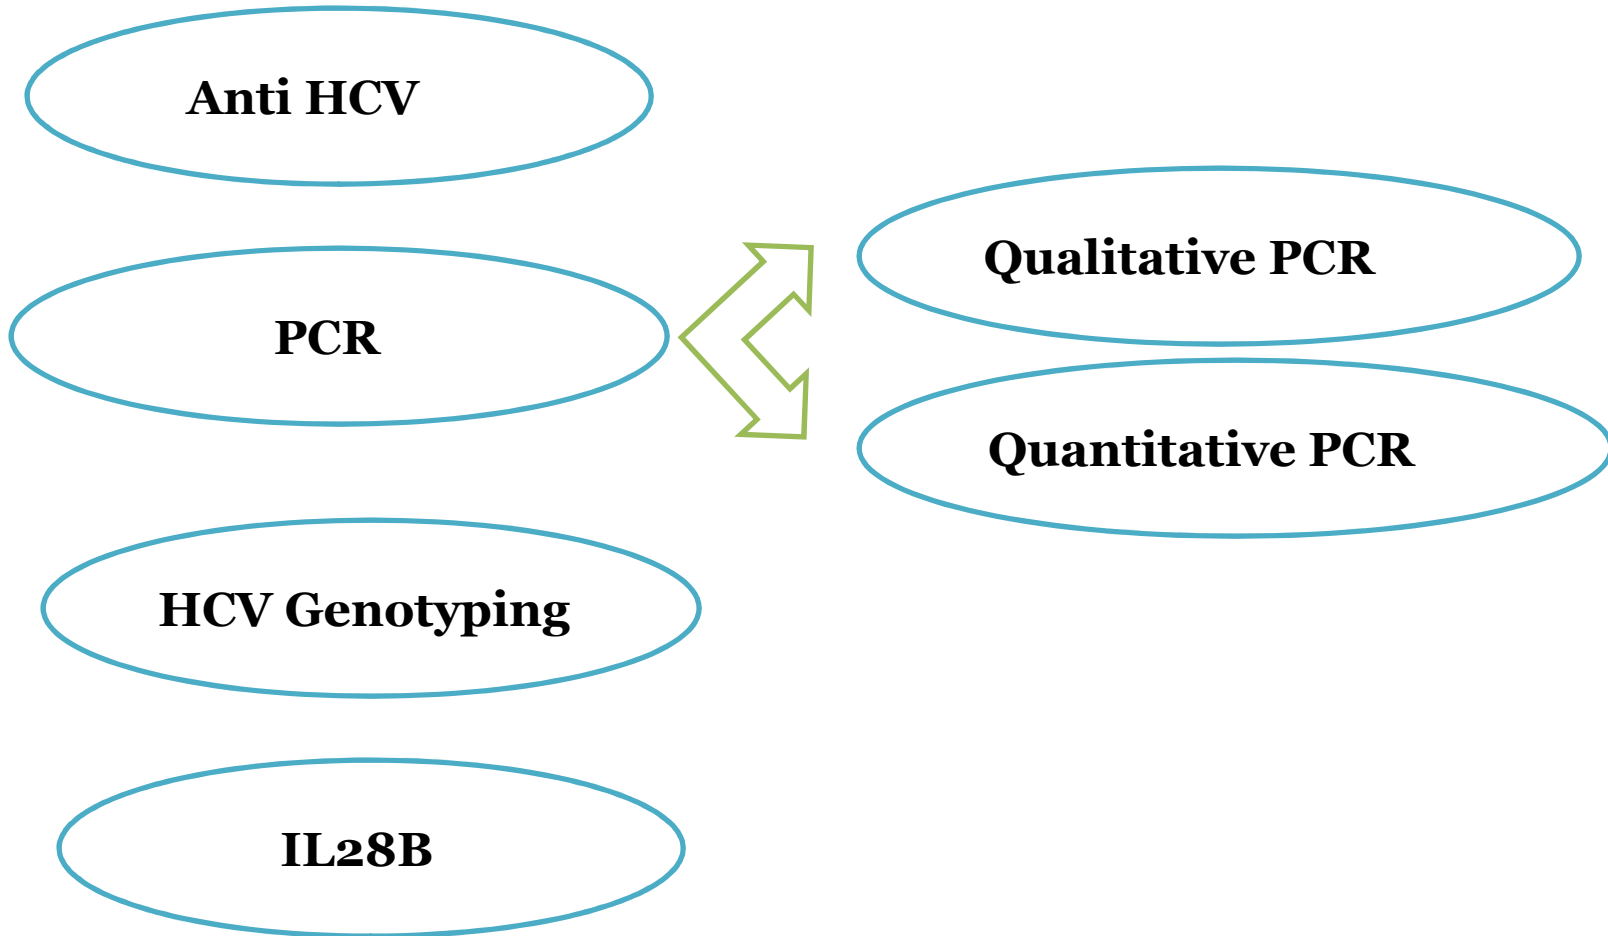 Anti HCV
PCR
Qualitative PCR
Quantitative PCR
HCV Genotyping
IL28B